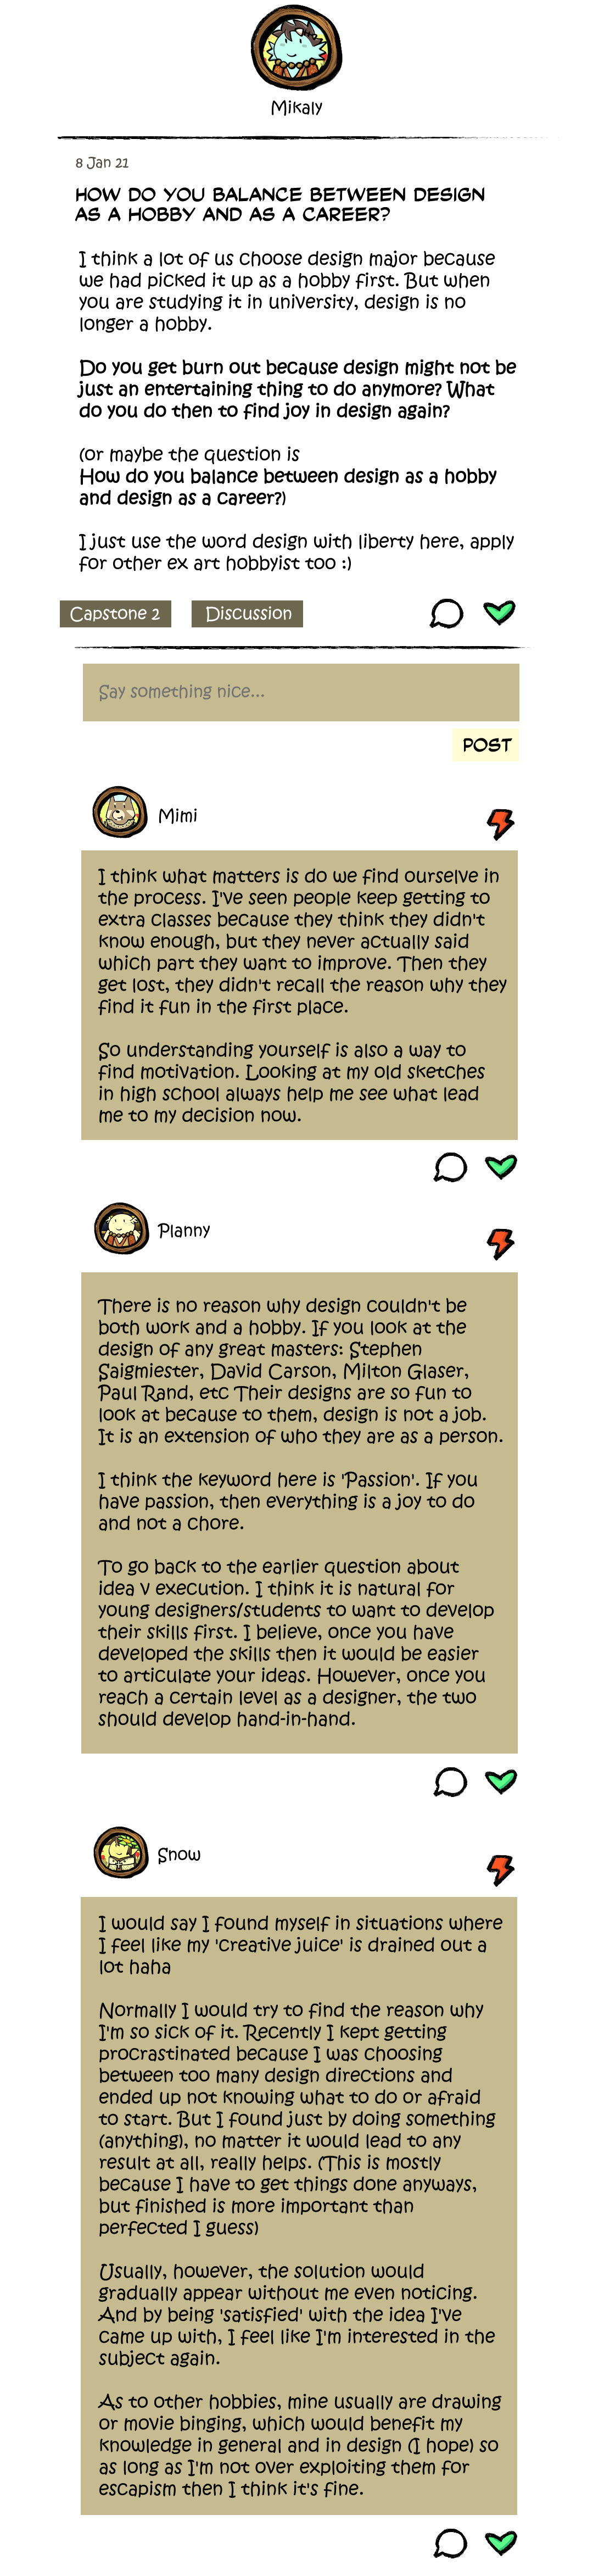 Mikaly
8 Jan 21
HOW DO YOU BALANCE BETWEEN DESIGN
AS A HOBBY AND AS A CAREER?
I think a lot of us choose design major because
we had picked it up as a hobby first. But when
you are studying it in university, design is no
longer a hobby.
Do you get burn out because design might not be
just an entertaining thing to do anymore? What
do you do then to find joy in design again?
(or maybe the question is
How do you balance between design as a hobby
and design as a career?)
I just use the word design with liberty here, apply
for other ex art hobbyist too :)
Capstone 2
Discussion
Say something nice...
POST
Mimi
I think what matters is do we find ourselve in
the process. I've seen people keep getting to
extra classes because they think they didn't
know enough, but they never actually said
which part they want to improve. Then they
get lost, they didn't recall the reason why they
find it fun in the first place.
So understanding yourself is also a way to
find motivation. Looking at my old sketches
in high school always help me see what lead
me to my decision now.
Planny
There is no reason why design couldn't be
both work and a hobby. If you look at the
design of any great masters: Stephen
Saigmiester, David Carson, Milton Glaser,
Paul Rand, etc Their designs are so fun to
look at because to them, design is not a job.
It is an extension of who they are as a person.
I think the keyword here is 'Passion'. If you
have passion, then everything is a joy to do
and not a chore.
To go back to the earlier question about
idea v execution. I think it is natural for
young designers/students to want to develop
their skills first. I believe, once you have
developed the skills then it would be easier
to articulate your ideas. However, once you
reach a certain level as a designer, the two
should develop hand-in-hand.
Snow
I would say I found myself in situations where
I feel like my 'creative juice' is drained out a
lot haha
Normally I would try to find the reason why
I'm so sick of it. Recently I kept getting
procrastinated because I was choosing
between too many design directions and
ended up not knowing what to do or afraid
to start. But I found just by doing something
(anything), no matter it would lead to any
result at all, really helps. (This is mostly
because I have to get things done anyways,
but finished is more important than
perfected I guess)
Usually, however, the solution would
gradually appear without me even noticing.
And by being 'satisfied' with the idea I've
came up with, I feel like I'm interested in the
subject again.
As to other hobbies, mine usually are drawing
or movie binging, which would benefit my
knowledge in general and in design (I hope) so
as long as I'm not over exploiting them for
escapism then I think it's fine.